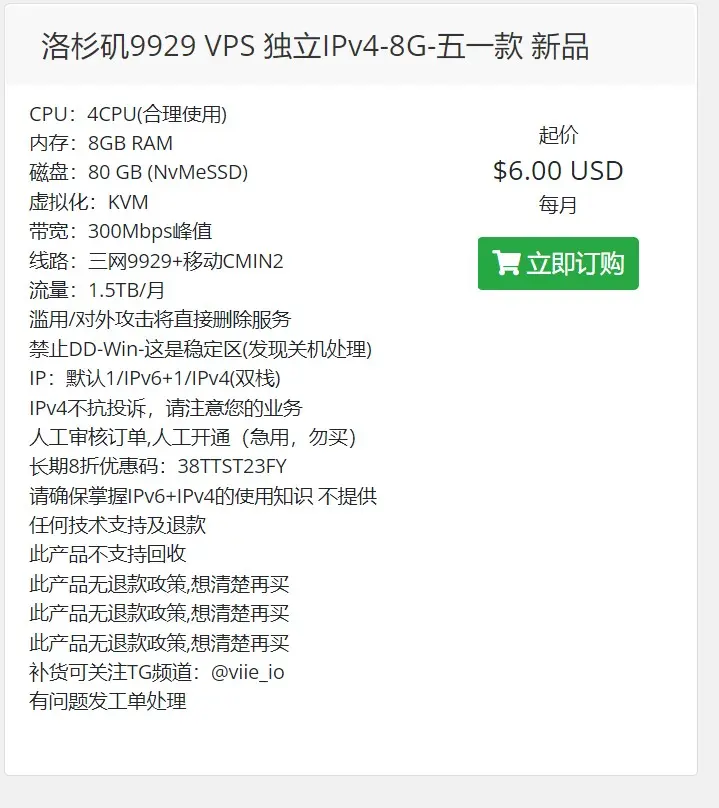 洛杉矶9929 VPS 独立IPv4-8G-五一款 新品
CPU：4CPU(合理使用)
内存：8GB RAM
磁盘：80 GB (NvMeSSD)
虚拟化：KVM
带宽：300Mbps峰值
线路：三网9929+移动CMIN2
流量：1.5TB/月
滥用/对外攻击将直接删除服务
禁止DD-Win-这是稳定区(发现关机处理)
IP：默认1/IPv6+1/IPv4(双栈)
IPv4不抗投诉，请注意您的业务
人工审核订单,人工开通（急用，勿买）
长期8折优惠码：38TTST23FY
请确保掌握IPv6+IPv4的使用知识 不提供
任何技术支持及退款
此产品不支持回收
此产品无退款政策,想清楚再买
此产品无退款政策,想清楚再买
此产品无退款政策,想清楚再买
补货可关注TG频道：@viie_io
有问题发工单处理
起价
$6.00 USD
每月
立即订购